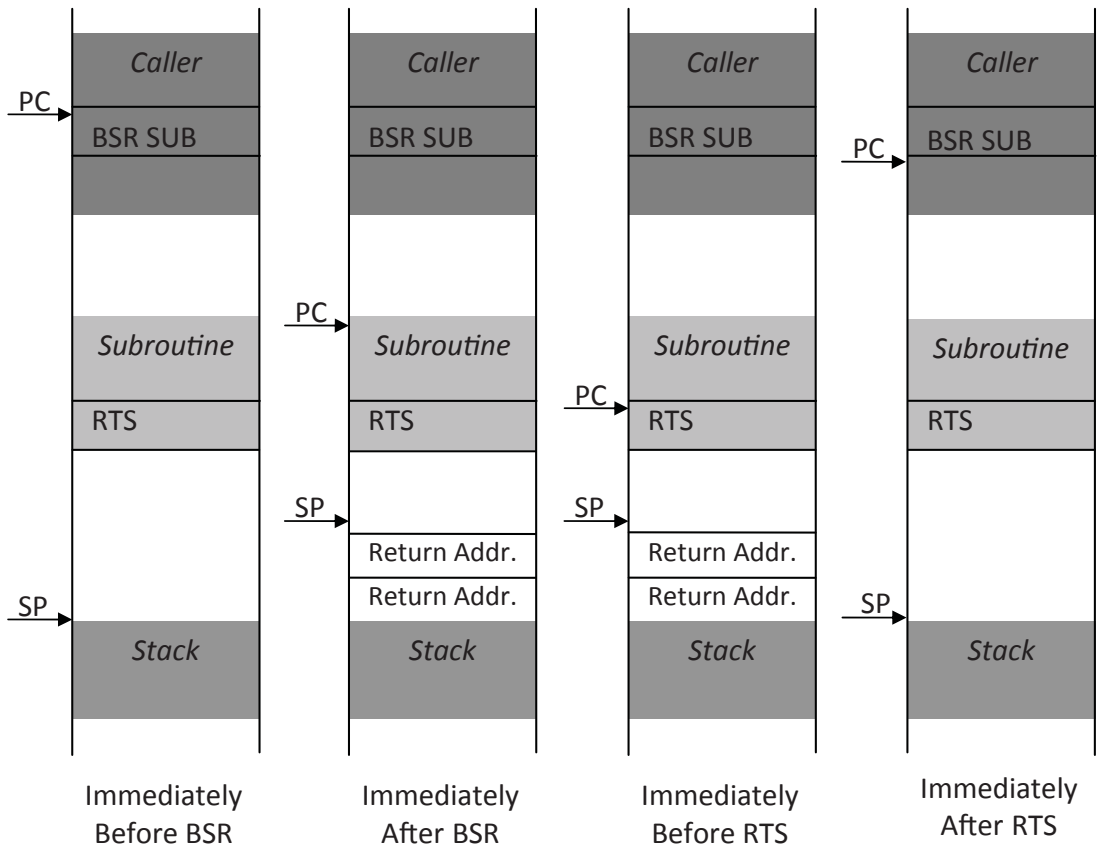 Caller
PC
BSR SUB
Subroutine
RTS
SP
Stack
Immediately
Before BSR
Caller
BSR SUB
PC
Subroutine
RTS
SP
Return Addr.
Return Addr.
Stack
Immediately
After BSR
Caller
BSR SUB
Subroutine
PC
RTS
SP
Return Addr.
Return Addr.
Stack
Immediately
Before RTS
Caller
BSR SUB
PC
Subroutine
RTS
SP
Stack
Immediately
After RTS